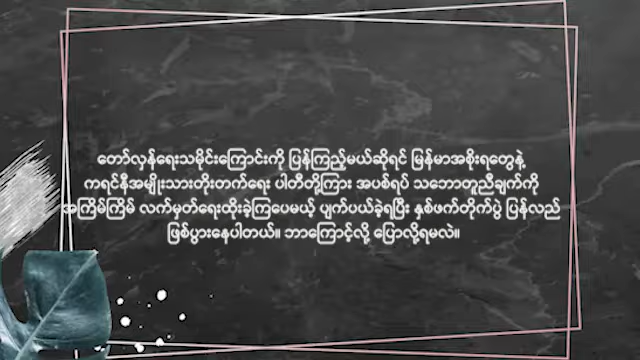 တော်လှန်ရေးသမိုင်းကြောင်းကို ပြန်ကြည့်မယ်ဆိုရင် မြန်မာအစိုးရတွေနဲ့
ကရင်နီအမျိုးသားတိုးတက်ရေး ပါတီတို့ကြား အပစ်ရပ် သဘောတူညီချက်ကို
အကြိမ်ကြိမ် လက်မှတ်ရေးထိုးခဲ့ကြပေမယ့် ပျက်ပယ်ခဲ့ရပြီး နှစ်ဖက်တိုက်ပွဲ ပြန်လည်
ဖြစ်ပွားနေပါတယ်။ ဘာကြောင့်လို့ ပြောလို့ရမလဲ။